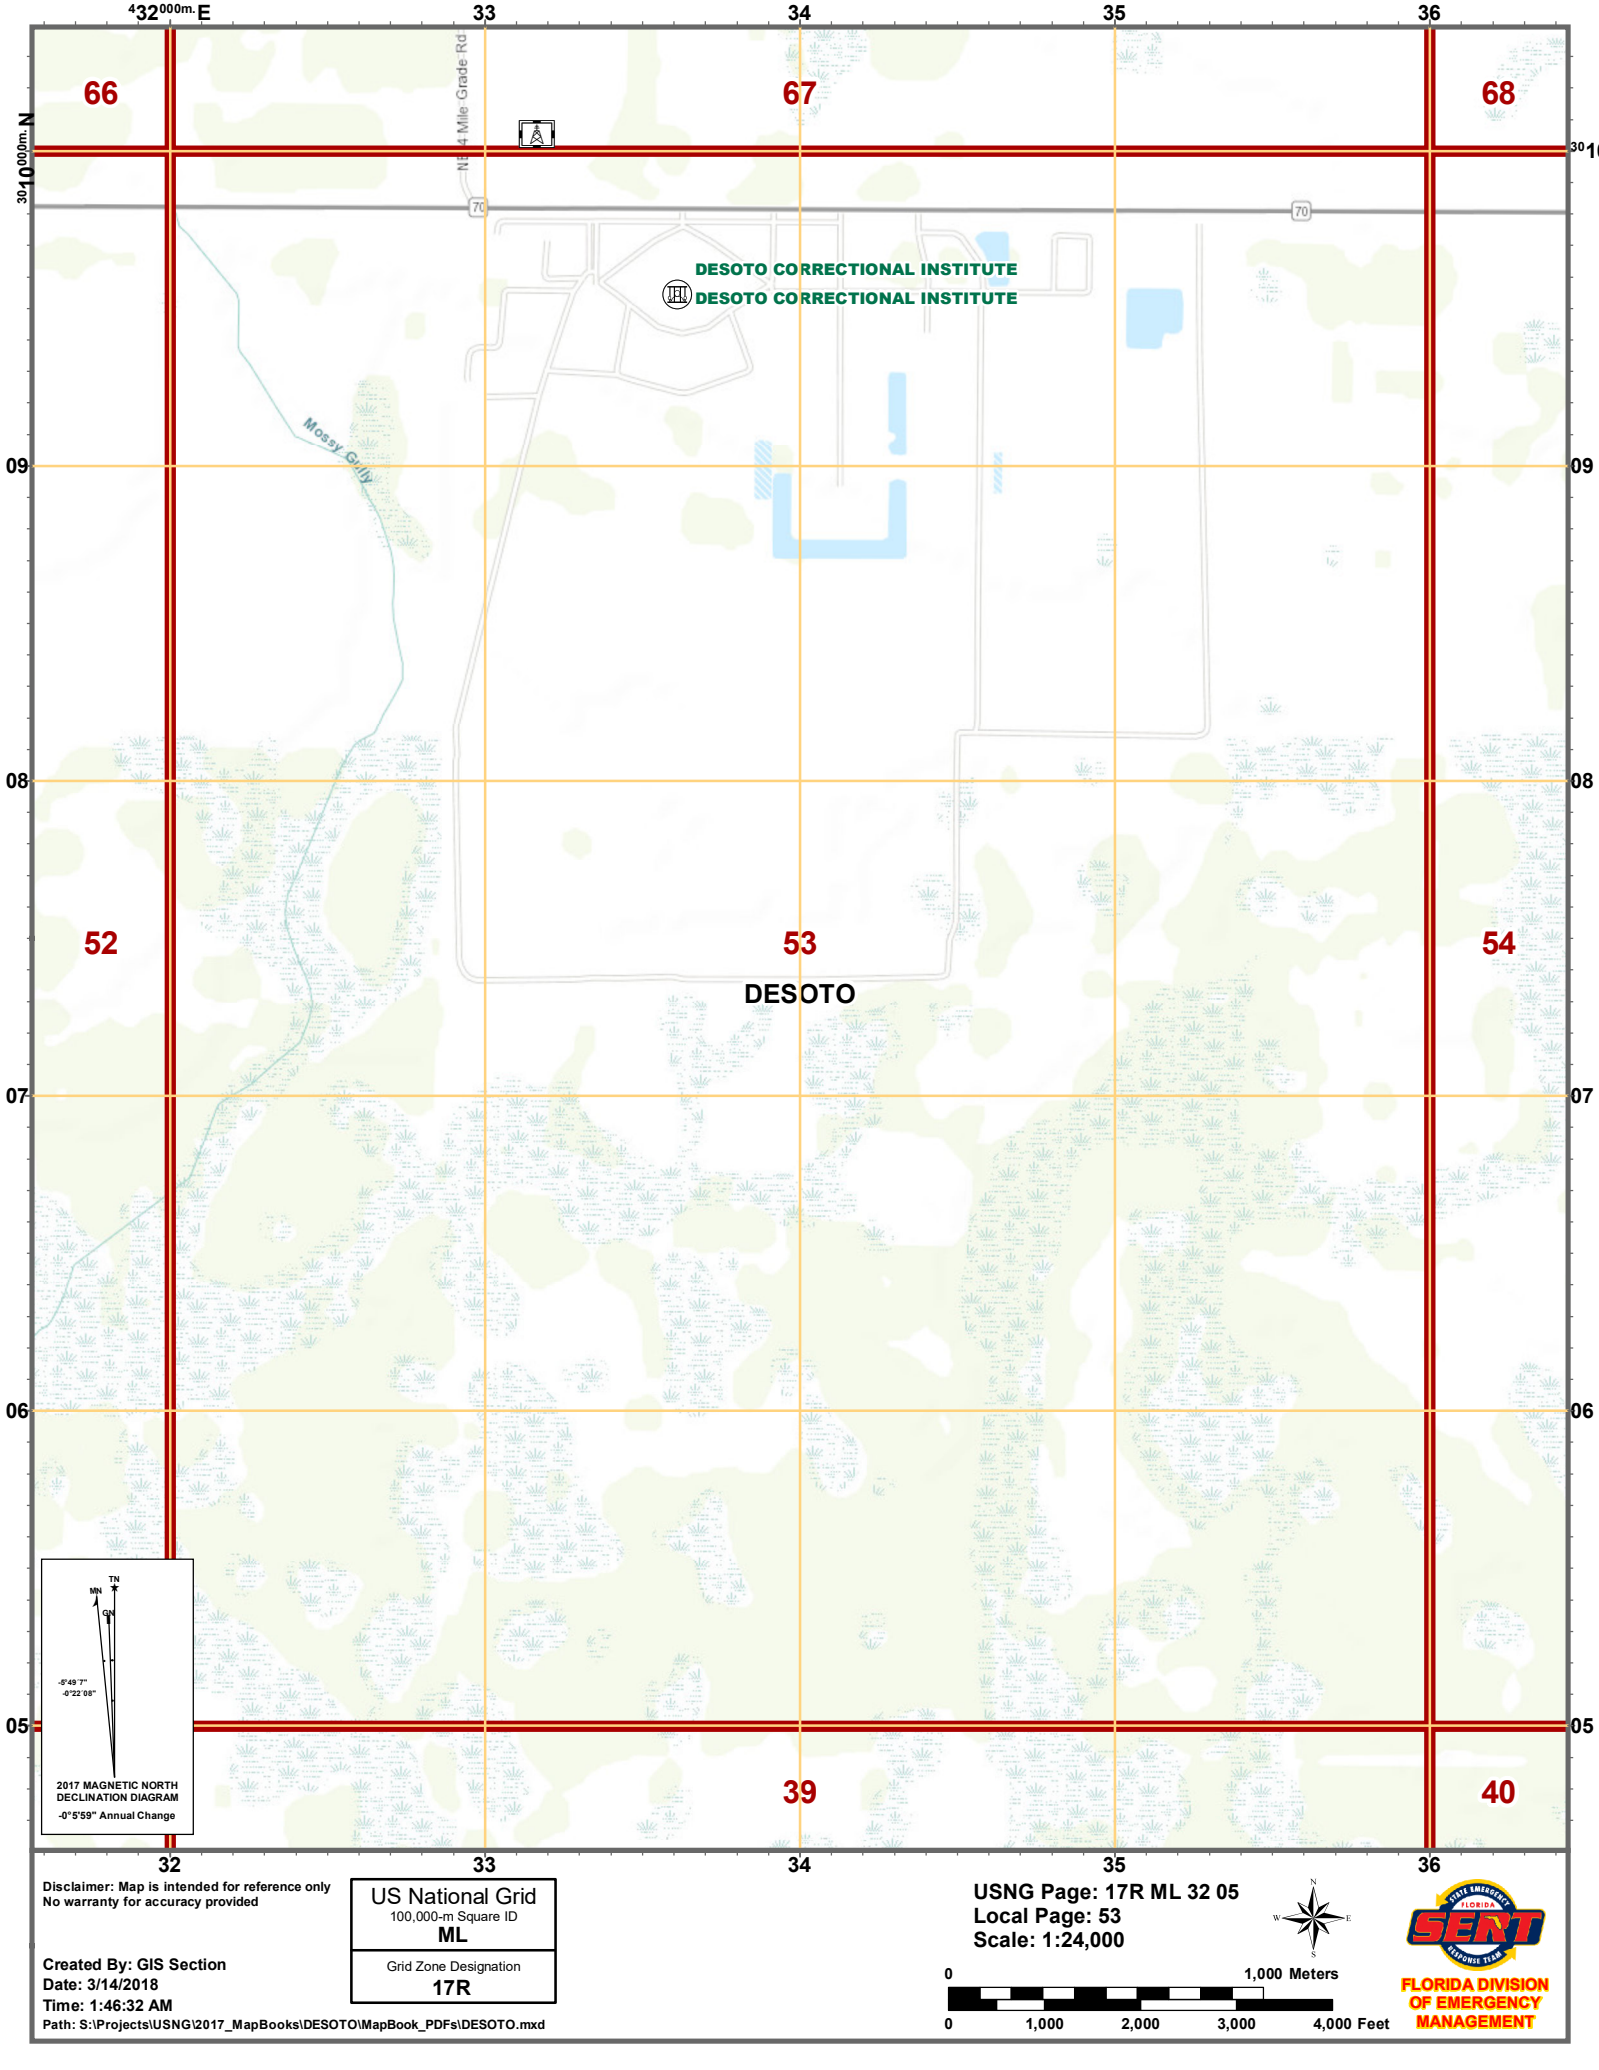 432000m. E
33
34
35
36
66
67
68
NE 4 Mile Grade Rd
3010000m. N
3010
70
70
DESOTO CORRECTIONAL INSTITUTE
DESOTO CORRECTIONAL INSTITUTE
Mossy Gully
09
09
08
08
52
53
54
DESOTO
07
07
06
06
TN
MN
GN
-5°49'7"
-0°22'08"
2017 MAGNETIC NORTH
DECLINATION DIAGRAM
-0°5'59" Annual Change
05
05
39
40
32
33
34
35
36
Disclaimer: Map is intended for reference only
No warranty for accuracy provided
Created By: GIS Section
Date: 3/14/2018
Time: 1:46:32 AM
Path: S:\Projects\USNG\2017_MapBooks\DESOTO\MapBook_PDFs\DESOTO.mxd
US National Grid
100,000-m Square ID
ML
Grid Zone Designation
17R
USNG Page: 17R ML 32 05
Local Page: 53
Scale: 1:24,000
N
W E
S
0 1,000 Meters
0 1,000 2,000 3,000 4,000 Feet
STATE EMERGENCY
FLORIDA
SERT
RESPONSE TEAM
FLORIDA DIVISION
OF EMERGENCY
MANAGEMENT